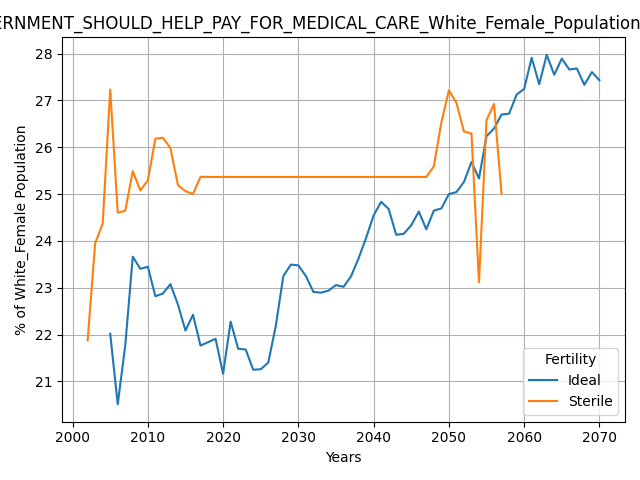 ERNMENT_SHOULD_HELP_PAY_FOR_MEDICAL_CARE_White_Female_Population
28
27
26
25
24
23
22
21
% of White_Female Population
2000 2010 2020 2030 2040 2050 2060 2070
Years
Fertility
Ideal
Sterile